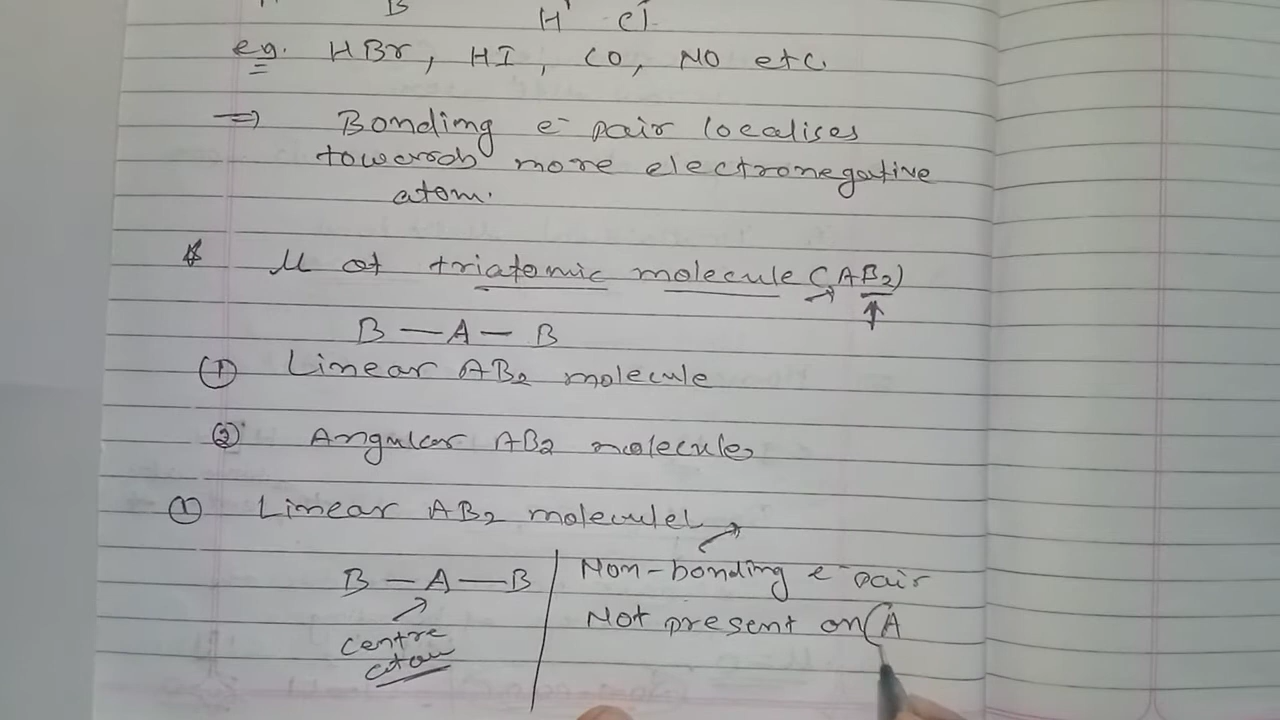 B H Cl
eg. HBr, HI, CO, NO etc.
⇒ Bonding e⁻ pair localises
towards more electronegative
atom.
* μ of triatomic molecule (AB₂)
B — A — B
① Linear AB₂ molecule
② Angular AB₂ molecules
① Linear AB₂ molecule
B — A — B
centre
atom
Non-bonding e⁻ pair
Not present on A